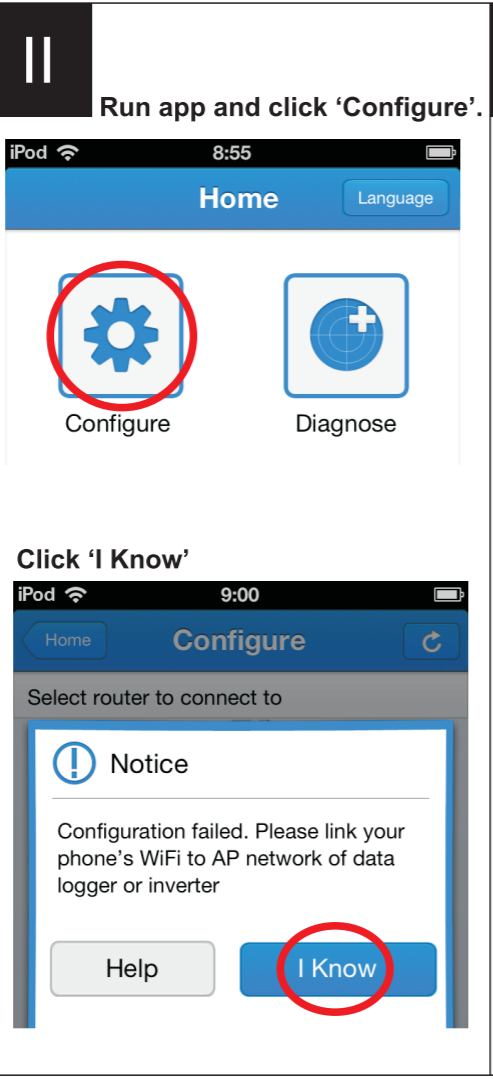 II
Run app and click ‘Configure’.
iPod 8:55
Home Language
Configure Diagnose
Click ‘I Know’
iPod 9:00
Home Configure
Select router to connect to
Notice
Configuration failed. Please link your
phone's WiFi to AP network of data
logger or inverter
Help I Know